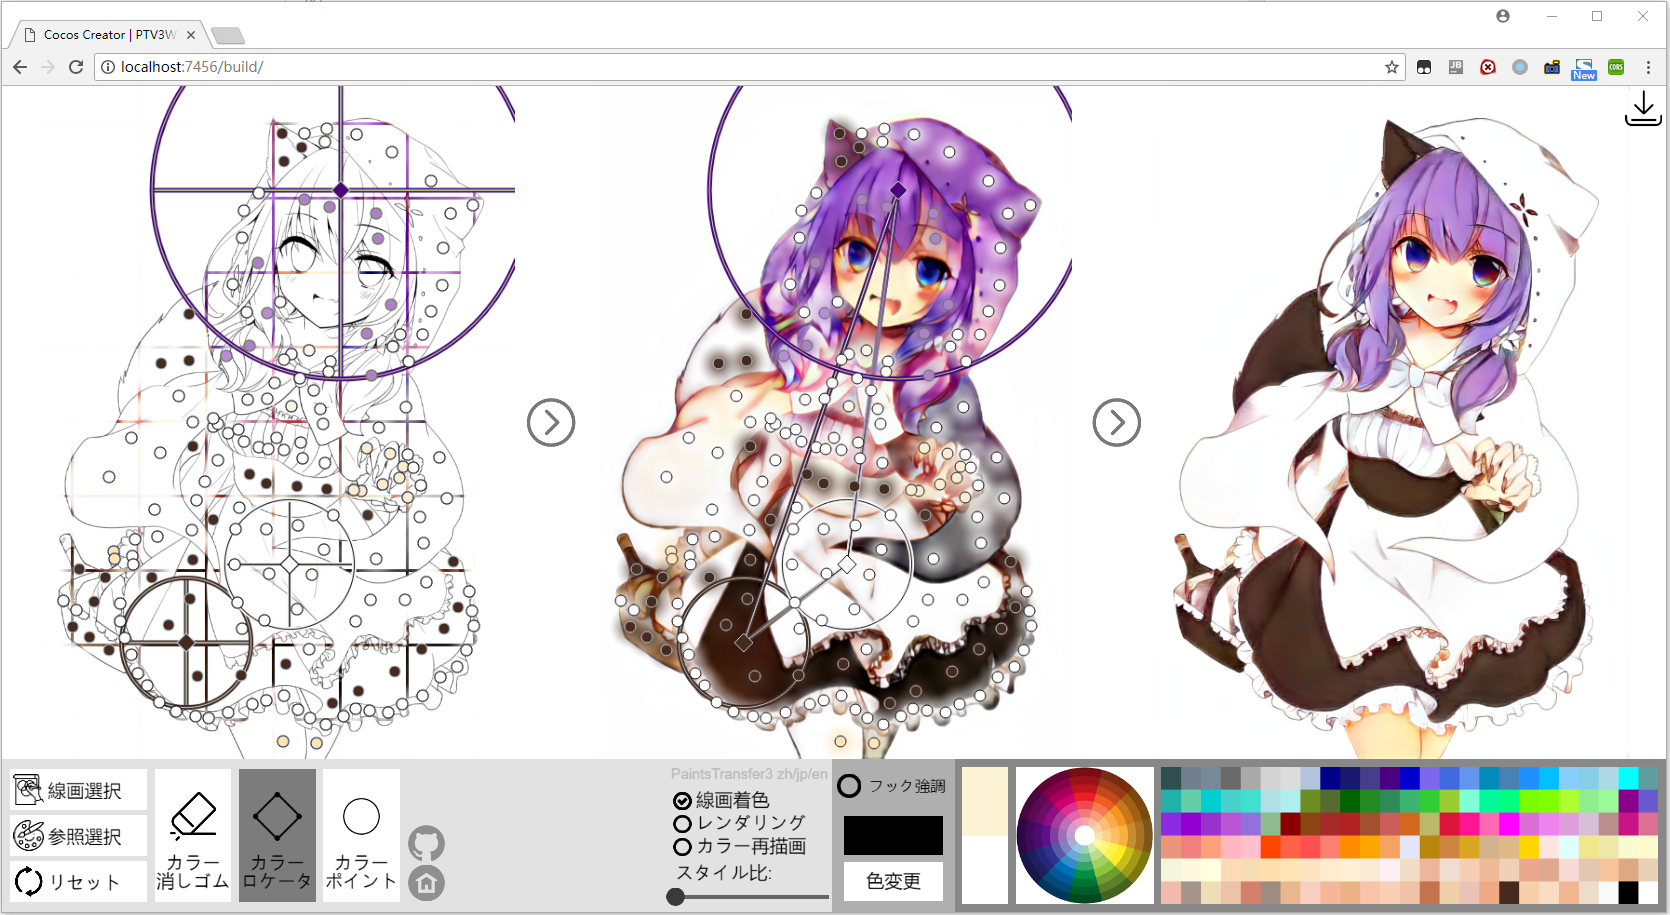 Cocos Creator | PTV3W
localhost:7456/build/
JB
New
CORS
線画選択
参照選択
リセット
カラー
消しゴム
カラー
ロケータ
カラー
ポイント
PaintsTransfer3 zh/jp/en
線画着色
レンダリング
カラー再描画
スタイル比:
フック強調
色変更